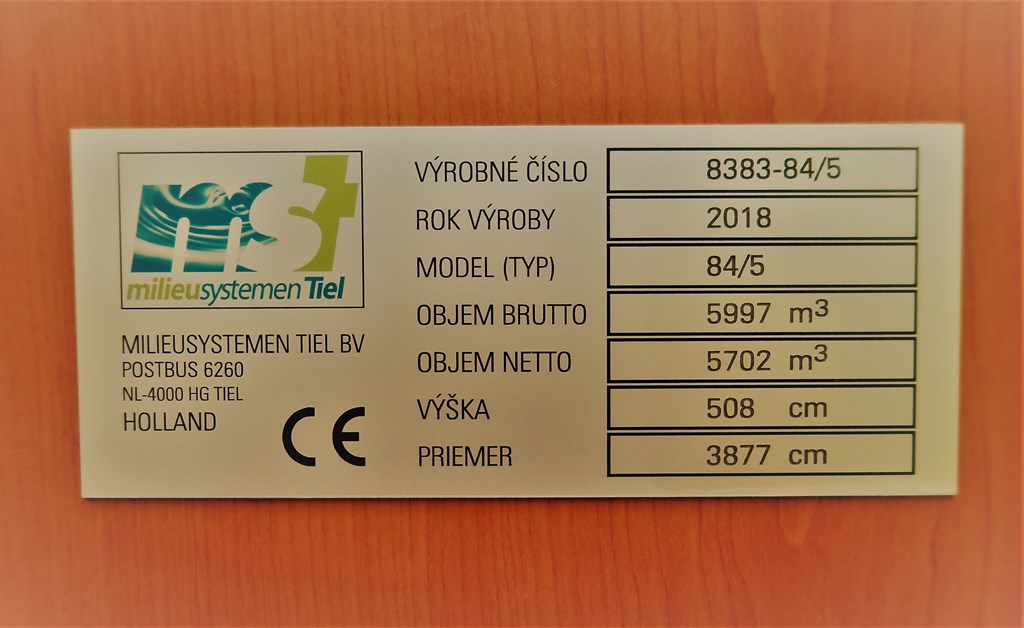 mst
milieusystemen Tiel
MILIEUSYSTEMEN TIEL BV
POSTBUS 6260
NL-4000 HG TIEL
HOLLAND
CE
VÝROBNÉ ČÍSLO 8383-84/5
ROK VÝROBY 2018
MODEL (TYP) 84/5
OBJEM BRUTTO 5997 m³
OBJEM NETTO 5702 m³
VÝŠKA 508 cm
PRIEMER 3877 cm